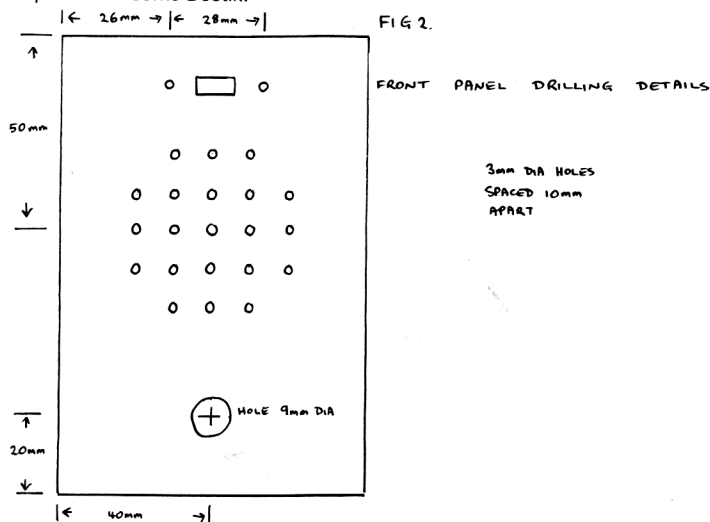 26mm
28mm
FIG 2.
FRONT PANEL DRILLING DETAILS
50mm
3mm DIA HOLES
SPACED 10mm
APART
HOLE 9mm DIA
20mm
40mm